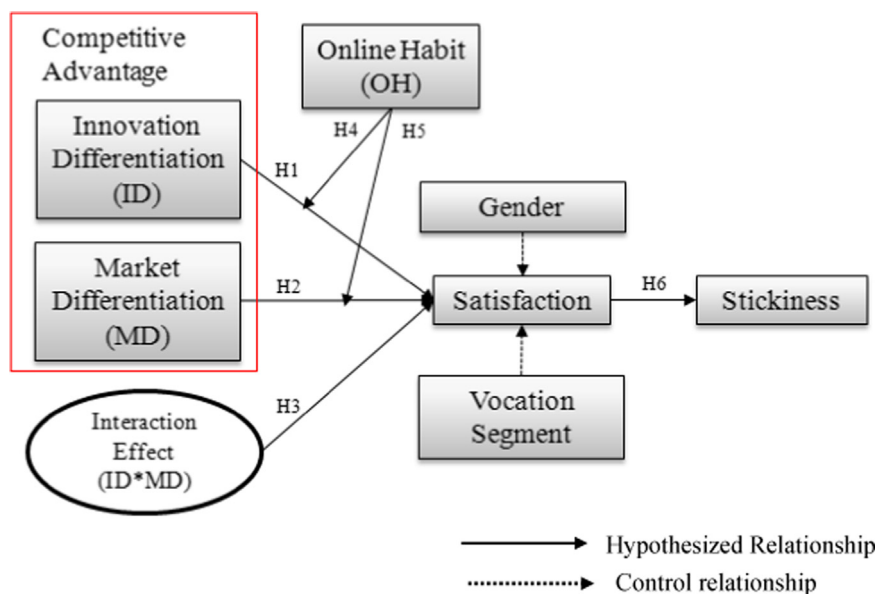 Competitive
Advantage
Innovation
Differentiation
(ID)
Market
Differentiation
(MD)
Interaction
Effect
(ID*MD)
Online Habit
(OH)
H4
H5
H1
H2
H3
Gender
Satisfaction
H6
Stickiness
Vocation
Segment
Hypothesized Relationship
Control relationship